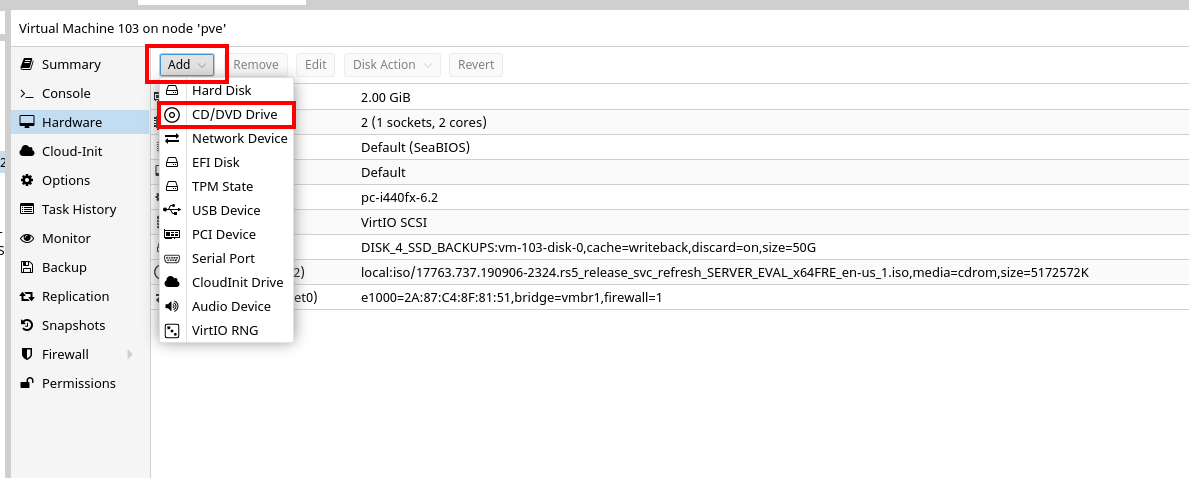 Virtual Machine 103 on node 'pve'
Summary
Console
Hardware
Cloud-Init
Options
Task History
Monitor
Backup
Replication
Snapshots
Firewall
Permissions
Add
Remove
Edit
Disk Action
Revert
Hard Disk
CD/DVD Drive
Network Device
EFI Disk
TPM State
USB Device
PCI Device
Serial Port
CloudInit Drive
Audio Device
VirtIO RNG
2.00 GiB
2 (1 sockets, 2 cores)
Default (SeaBIOS)
Default
pc-i440fx-6.2
VirtIO SCSI
DISK_4_SSD_BACKUPS:vm-103-disk-0,cache=writeback,discard=on,size=50G
2) local:iso/17763.737.190906-2324.rs5_release_svc_refresh_SERVER_EVAL_x64FRE_en-us_1.iso,media=cdrom,size=5172572K
et0) e1000=2A:87:C4:8F:81:51,bridge=vmbr1,firewall=1